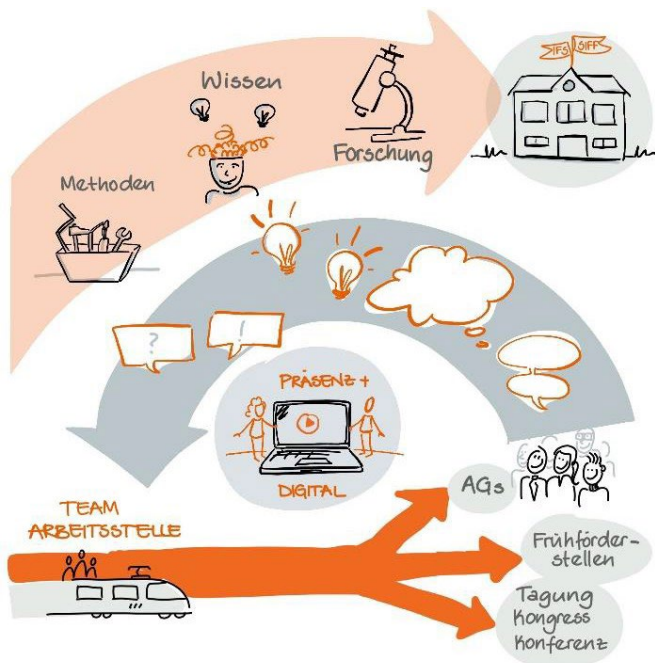 IFS SIFF
Wissen
Forschung
Methoden
? !
PRÄSENZ +
DIGITAL
TEAM
ARBEITSSTELLE
AGs
Frühförder-
stellen
Tagung
Kongress
Konferenz